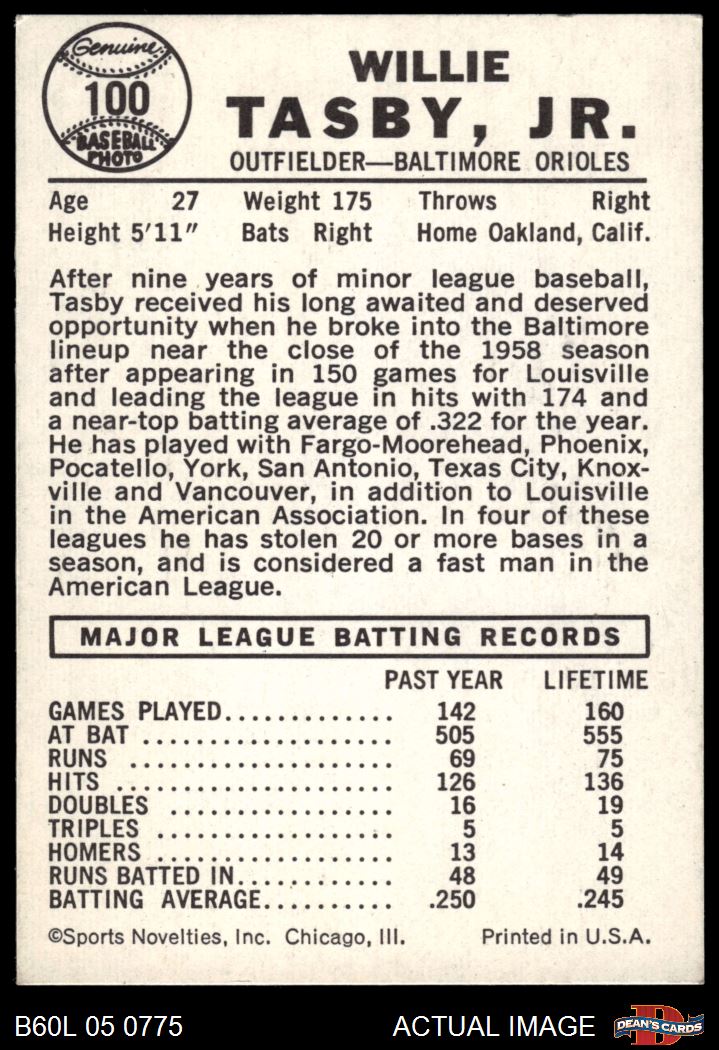 Genuine
100
BASEBALL
PHOTO
WILLIE
TASBY, JR.
OUTFIELDER—BALTIMORE ORIOLES
Age 27 Weight 175 Throws Right
Height 5'11" Bats Right Home Oakland, Calif.
After nine years of minor league baseball,
Tasby received his long awaited and deserved
opportunity when he broke into the Baltimore
lineup near the close of the 1958 season
after appearing in 150 games for Louisville
and leading the league in hits with 174 and
a near-top batting average of .322 for the year.
He has played with Fargo-Moorehead, Phoenix,
Pocatello, York, San Antonio, Texas City, Knox-
ville and Vancouver, in addition to Louisville
in the American Association. In four of these
leagues he has stolen 20 or more bases in a
season, and is considered a fast man in the
American League.
MAJOR LEAGUE BATTING RECORDS
PAST YEAR LIFETIME
GAMES PLAYED............. 142 160
AT BAT .................... 505 555
RUNS ..................... 69 75
HITS ...................... 126 136
DOUBLES .................. 16 19
TRIPLES ................... 5 5
HOMERS ................... 13 14
RUNS BATTED IN............ 48 49
BATTING AVERAGE.......... .250 .245
©Sports Novelties, Inc. Chicago, Ill. Printed in U.S.A.
B60L 05 0775 ACTUAL IMAGE DEAN'S CARDS